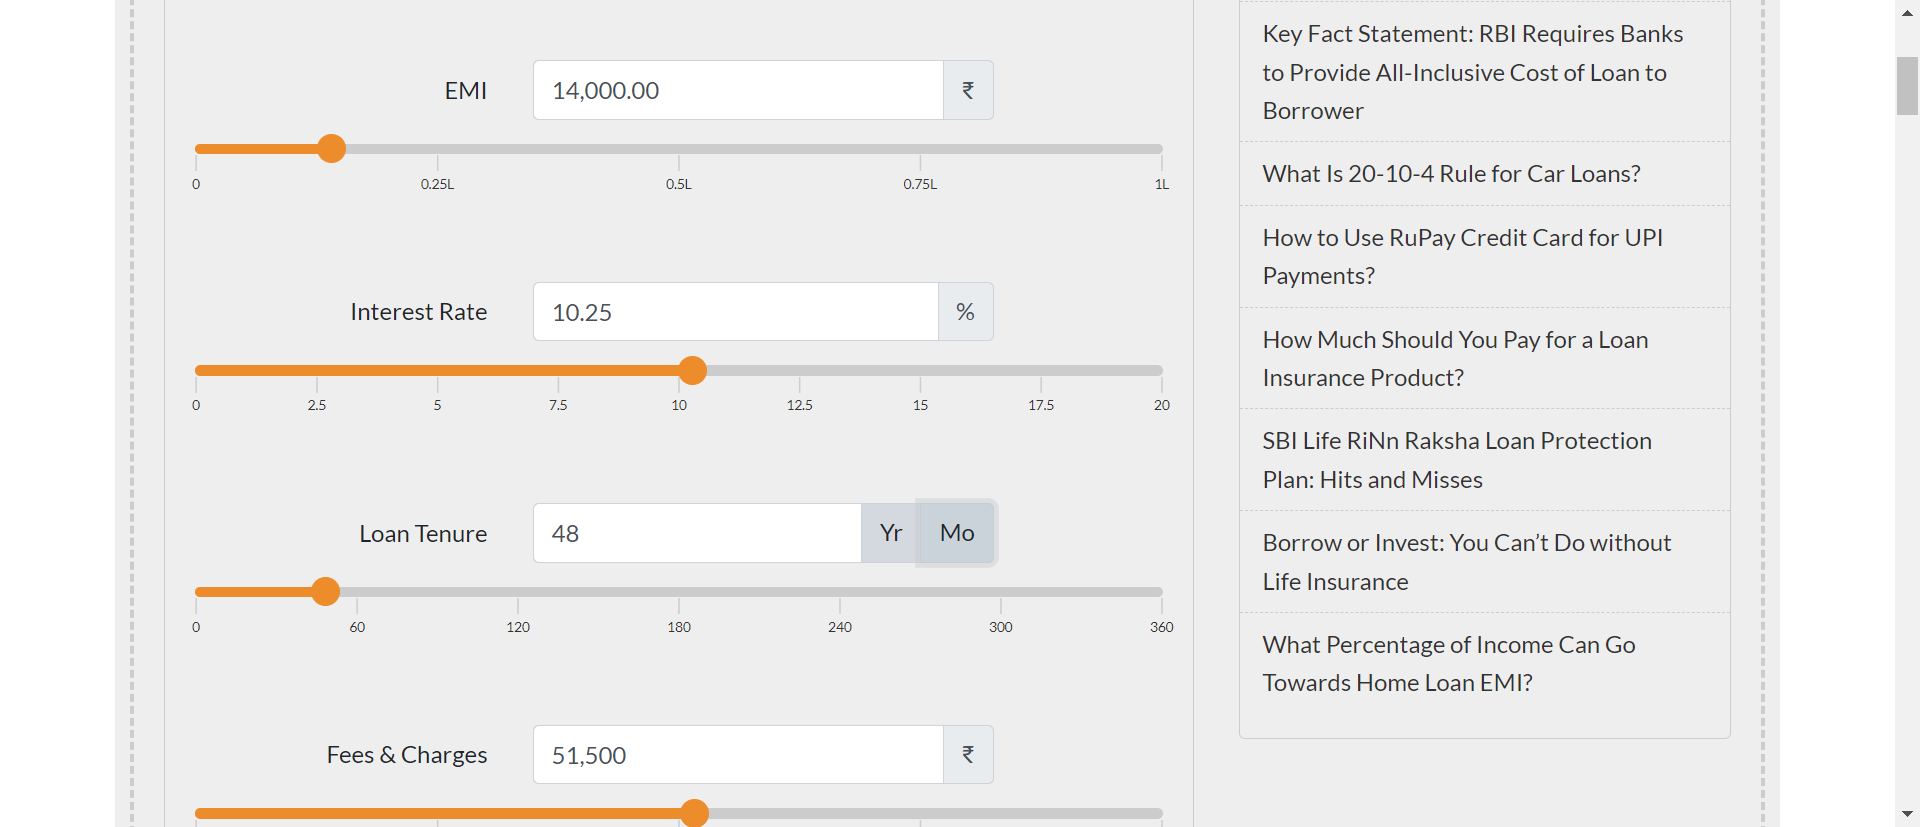 EMI
14,000.00 ₹
0 0.25L 0.5L 0.75L 1L
Interest Rate
10.25 %
0 2.5 5 7.5 10 12.5 15 17.5 20
Loan Tenure
48 Yr Mo
0 60 120 180 240 300 360
Fees & Charges
51,500 ₹
Key Fact Statement: RBI Requires Banks
to Provide All-Inclusive Cost of Loan to
Borrower
What Is 20-10-4 Rule for Car Loans?
How to Use RuPay Credit Card for UPI
Payments?
How Much Should You Pay for a Loan
Insurance Product?
SBI Life RiNn Raksha Loan Protection
Plan: Hits and Misses
Borrow or Invest: You Can’t Do without
Life Insurance
What Percentage of Income Can Go
Towards Home Loan EMI?